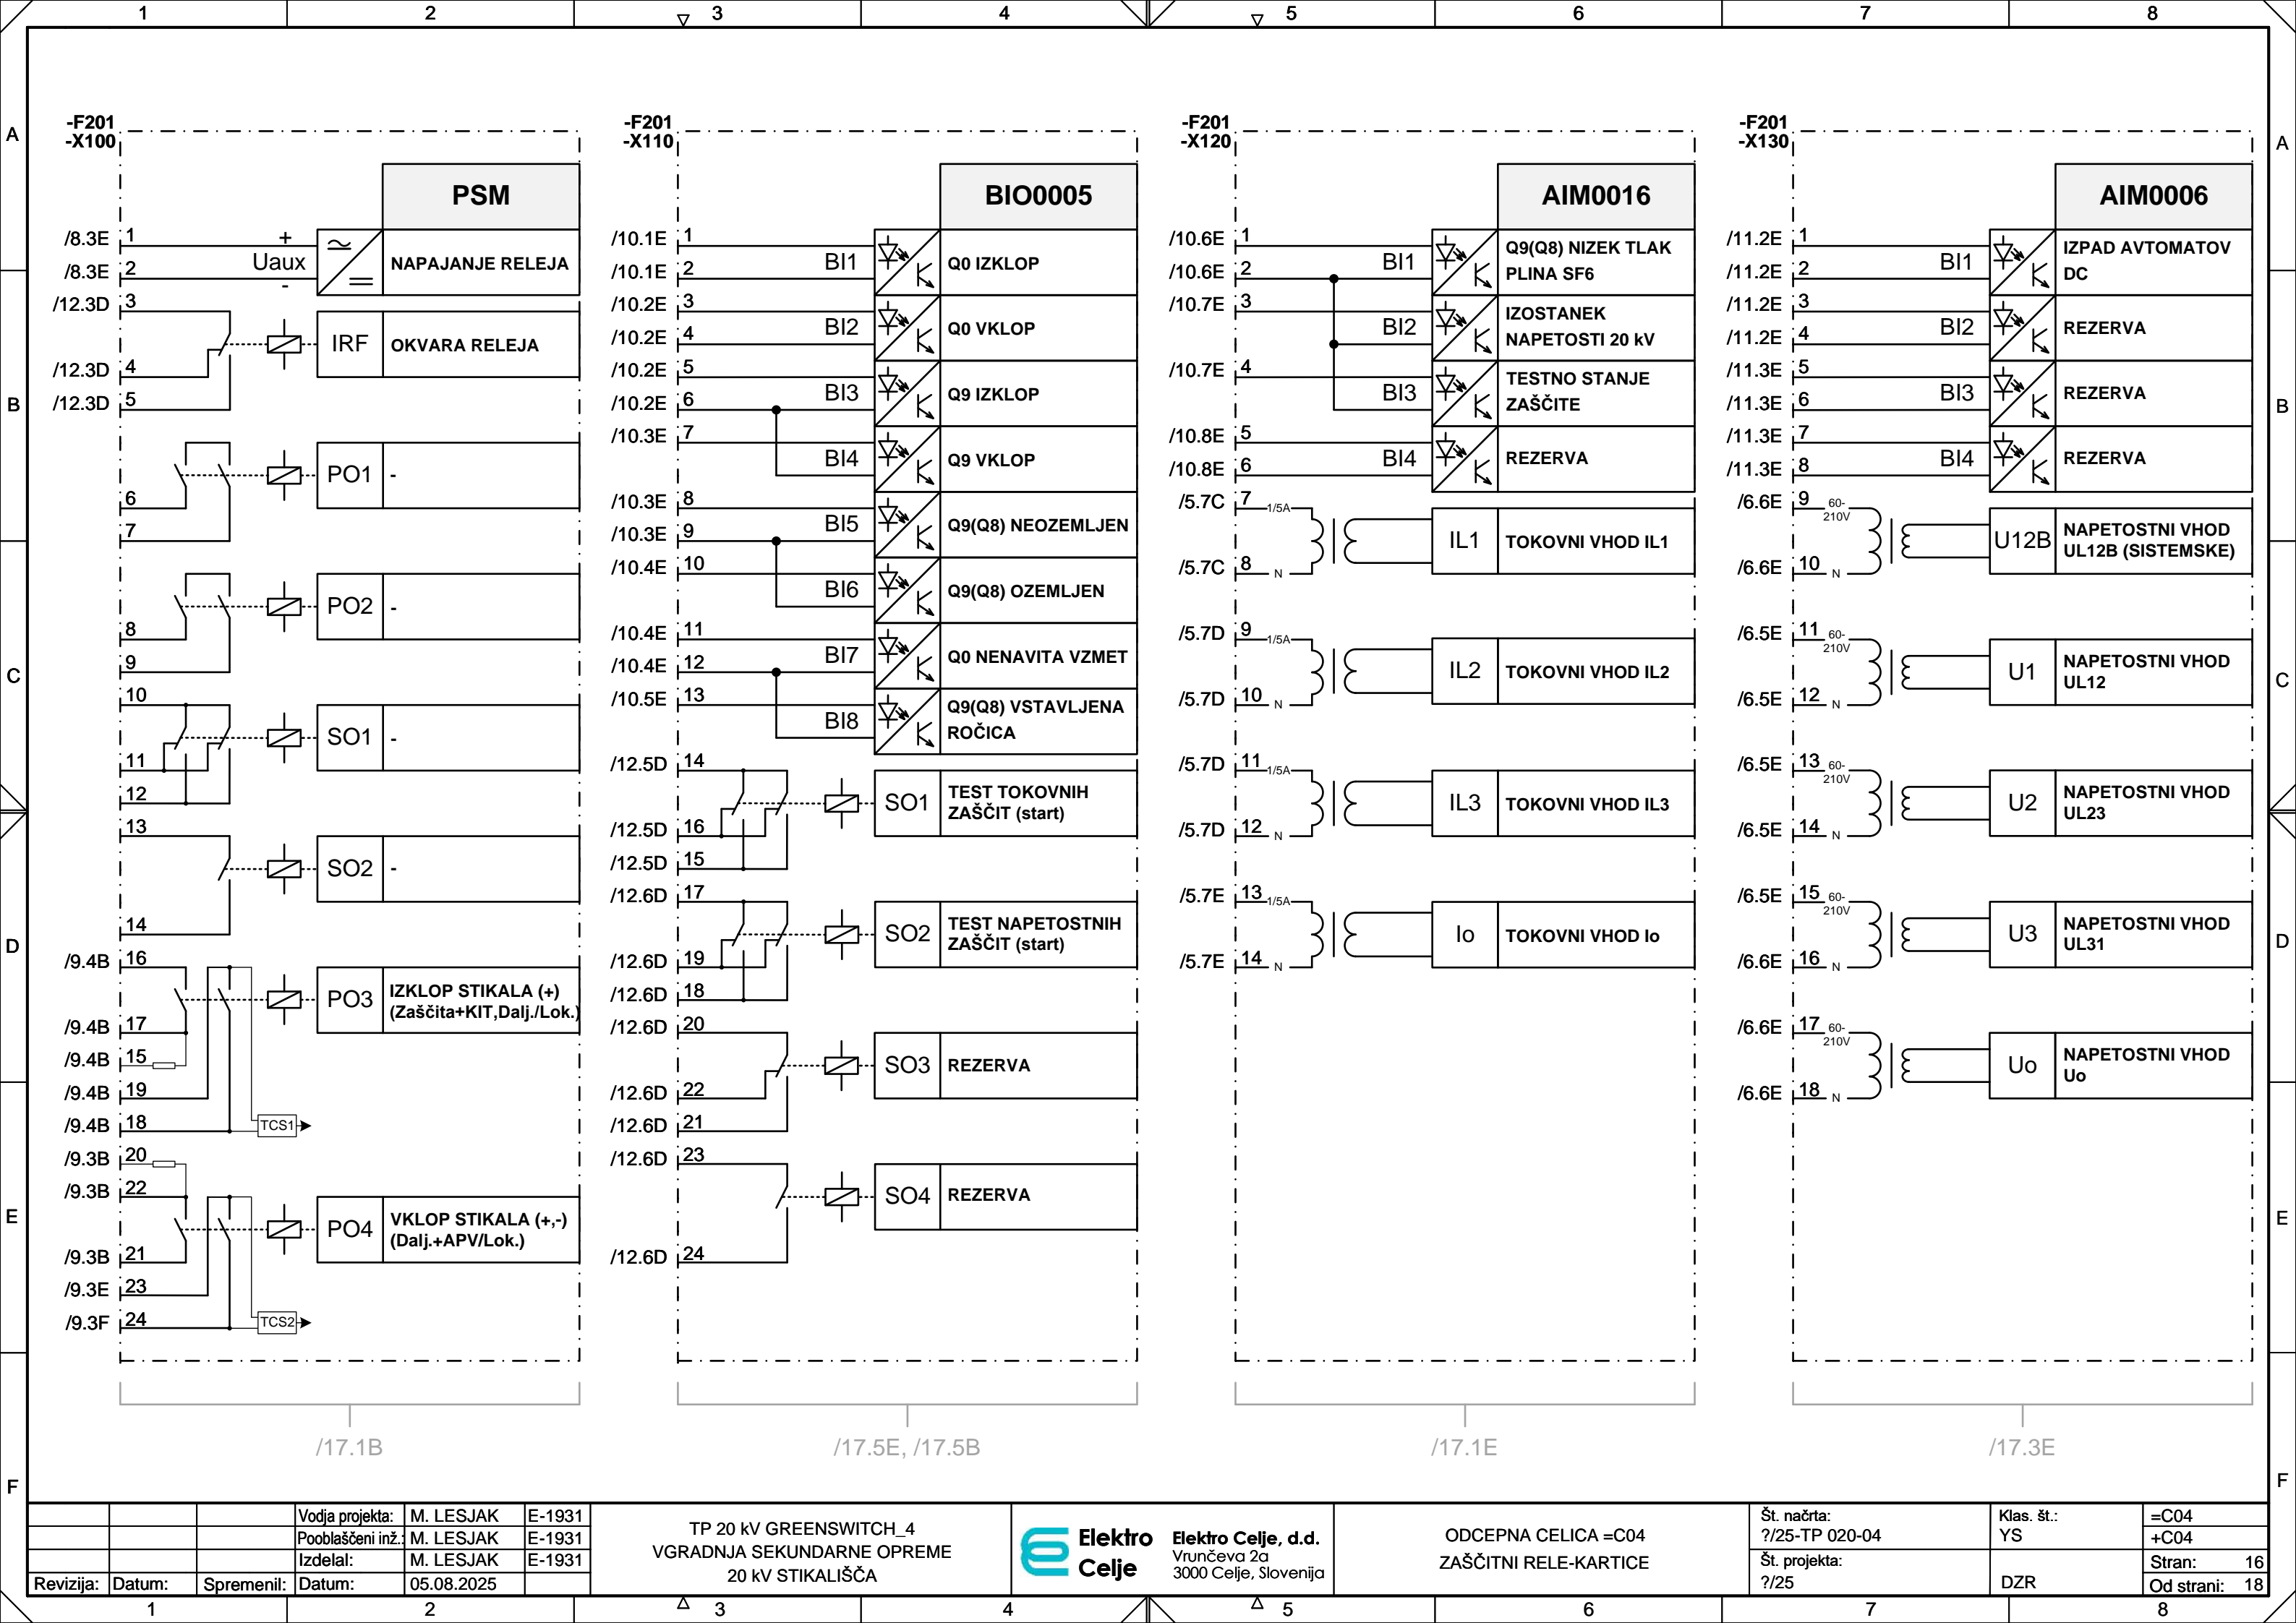 1 2 3 4 5 6 7 8
A A
B B
C C
D D
E E
F F
-F201
-X100
PSM
/8.3E 1 +
Uaux NAPAJANJE RELEJA
/8.3E 2 -
/12.3D 3
IRF OKVARA RELEJA
/12.3D 4
/12.3D 5
PO1 -
6
7
PO2 -
8
9
10
SO1 -
11
12
13
SO2 -
14
/9.4B 16
PO3 IZKLOP STIKALA (+)
(Zaščita+KIT,Dalj./Lok.)
/9.4B 17
/9.4B 15
/9.4B 19
/9.4B 18 TCS1
/9.3B 20
/9.3B 22
PO4 VKLOP STIKALA (+,-)
(Dalj.+APV/Lok.)
/9.3B 21
/9.3E 23
/9.3F 24 TCS2
/17.1B
-F201
-X110
BIO0005
/10.1E 1
BI1 Q0 IZKLOP
/10.1E 2
/10.2E 3
BI2 Q0 VKLOP
/10.2E 4
/10.2E 5
BI3 Q9 IZKLOP
/10.2E 6
/10.3E 7
BI4 Q9 VKLOP
/10.3E 8
BI5 Q9(Q8) NEOZEMLJEN
/10.3E 9
/10.4E 10
BI6 Q9(Q8) OZEMLJEN
/10.4E 11
BI7 Q0 NENAVITA VZMET
/10.4E 12
/10.5E 13
BI8 Q9(Q8) VSTAVLJENA
ROČICA
/12.5D 14
SO1 TEST TOKOVNIH
ZAŠČIT (start)
/12.5D 16
/12.5D 15
/12.6D 17
SO2 TEST NAPETOSTNIH
ZAŠČIT (start)
/12.6D 19
/12.6D 18
/12.6D 20
SO3 REZERVA
/12.6D 22
/12.6D 21
/12.6D 23
SO4 REZERVA
/12.6D 24
/17.5E, /17.5B
-F201
-X120
AIM0016
/10.6E 1
BI1 Q9(Q8) NIZEK TLAK
PLINA SF6
/10.6E 2
/10.7E 3
BI2 IZOSTANEK
NAPETOSTI 20 kV
/10.7E 4
BI3 TESTNO STANJE
ZAŠČITE
/10.8E 5
BI4 REZERVA
/10.8E 6
/5.7C 7 1/5A
IL1 TOKOVNI VHOD IL1
/5.7C 8 N
/5.7D 9 1/5A
IL2 TOKOVNI VHOD IL2
/5.7D 10 N
/5.7D 11 1/5A
IL3 TOKOVNI VHOD IL3
/5.7D 12 N
/5.7E 13 1/5A
Io TOKOVNI VHOD Io
/5.7E 14 N
/17.1E
-F201
-X130
AIM0006
/11.2E 1
BI1 IZPAD AVTOMATOV
DC
/11.2E 2
/11.2E 3
BI2 REZERVA
/11.2E 4
/11.3E 5
BI3 REZERVA
/11.3E 6
/11.3E 7
BI4 REZERVA
/11.3E 8
/6.6E 9 60-
210V
U12B NAPETOSTNI VHOD
UL12B (SISTEMSKE)
/6.6E 10 N
/6.5E 11 60-
210V
U1 NAPETOSTNI VHOD
UL12
/6.5E 12 N
/6.5E 13 60-
210V
U2 NAPETOSTNI VHOD
UL23
/6.5E 14 N
/6.5E 15 60-
210V
U3 NAPETOSTNI VHOD
UL31
/6.6E 16 N
/6.6E 17 60-
210V
Uo NAPETOSTNI VHOD
Uo
/6.6E 18 N
/17.3E
Vodja projekta: M. LESJAK E-1931
Pooblaščeni inž.: M. LESJAK E-1931
Izdelal: M. LESJAK E-1931
Revizija: Datum: Spremenil: Datum: 05.08.2025
TP 20 kV GREENSWITCH_4
VGRADNJA SEKUNDARNE OPREME
20 kV STIKALIŠČA
Elektro
Celje
Elektro Celje, d.d.
Vrunčeva 2a
3000 Celje, Slovenija
ODCEPNA CELICA =C04
ZAŠČITNI RELE-KARTICE
Št. načrta:
?/25-TP 020-04
Št. projekta:
?/25
Klas. št.:
YS
DZR
=C04
+C04
Stran: 16
Od strani: 18
1 2 3 4 5 6 7 8